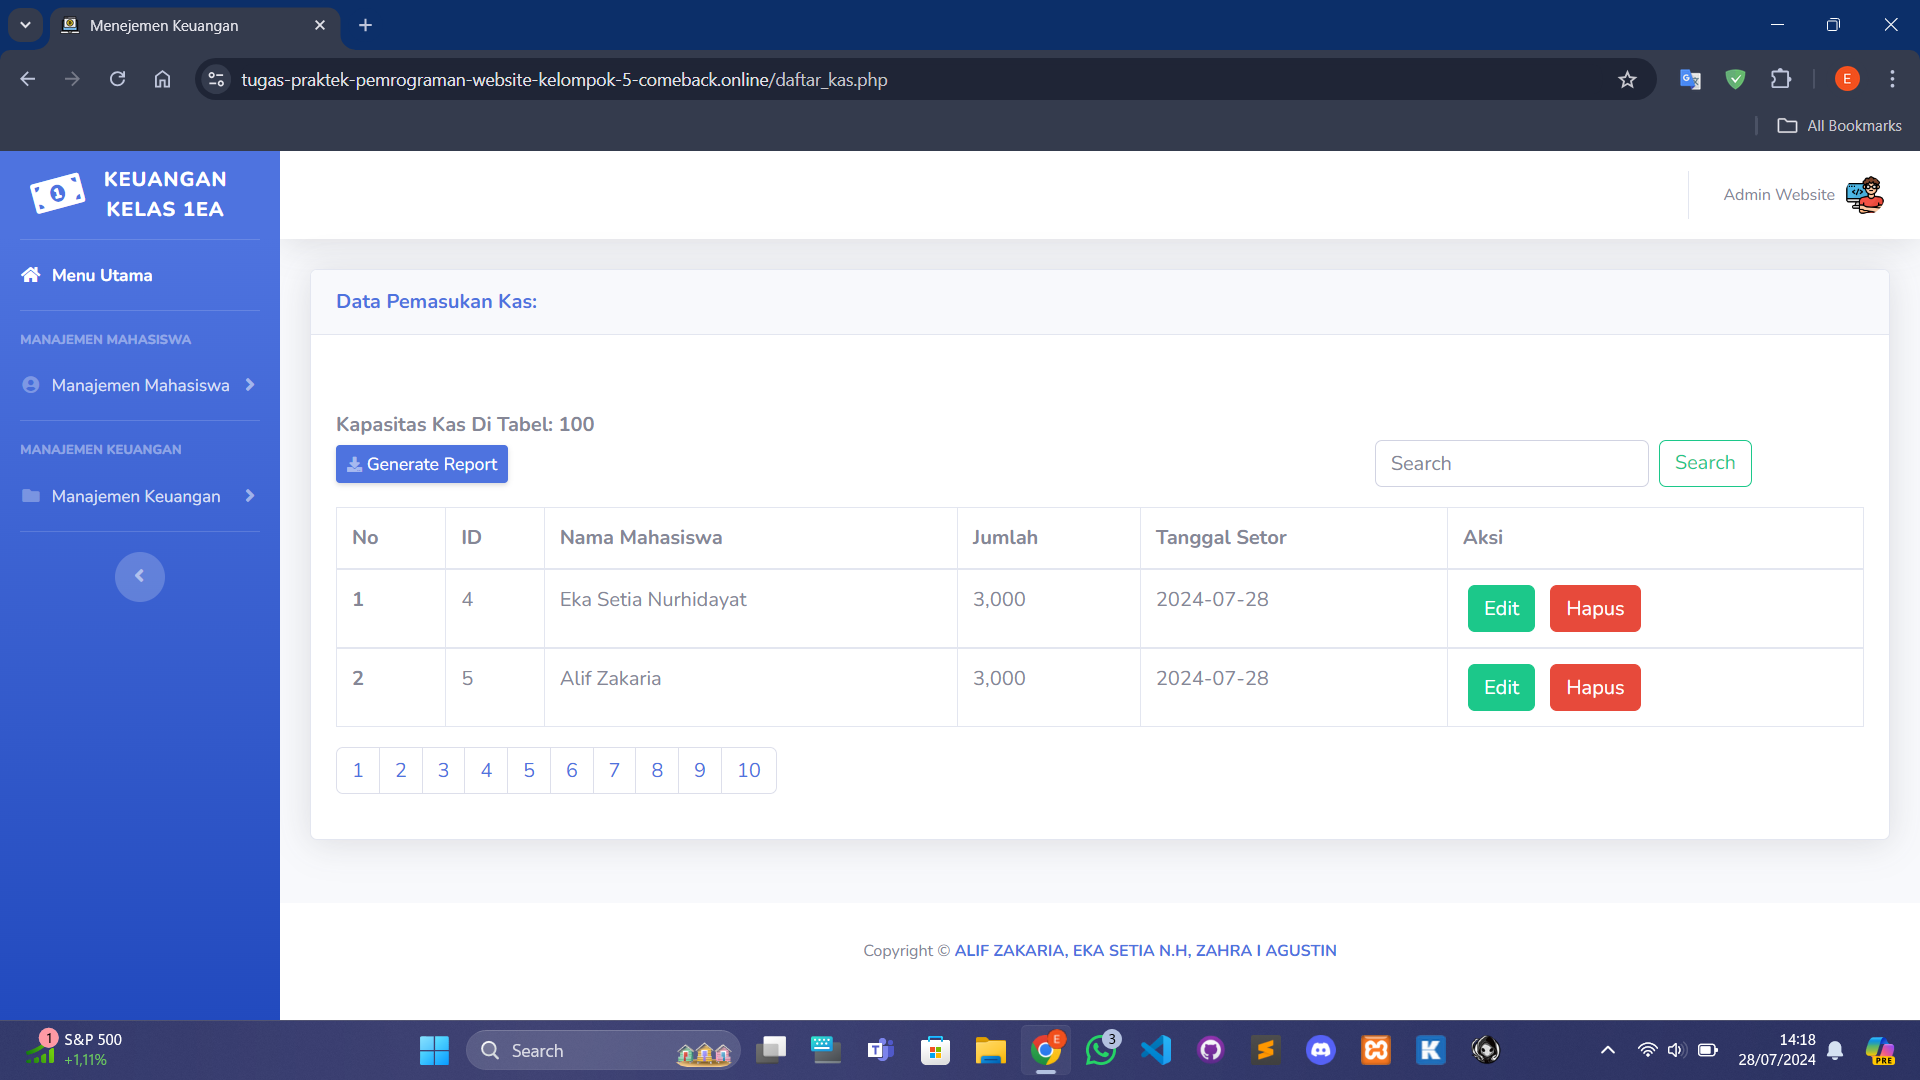 Menejemen Keuangan
tugas-praktek-pemrograman-website-kelompok-5-comeback.online/daftar_kas.php
E
All Bookmarks
KEUANGAN
KELAS 1EA
Admin Website
Menu Utama
MANAJEMEN MAHASISWA
Manajemen Mahasiswa
MANAJEMEN KEUANGAN
Manajemen Keuangan
Data Pemasukan Kas:
Kapasitas Kas Di Tabel: 100
Generate Report
Search Search
No ID Nama Mahasiswa Jumlah Tanggal Setor Aksi
1 4 Eka Setia Nurhidayat 3,000 2024-07-28 Edit Hapus
2 5 Alif Zakaria 3,000 2024-07-28 Edit Hapus
1 2 3 4 5 6 7 8 9 10
Copyright © ALIF ZAKARIA, EKA SETIA N.H, ZAHRA I AGUSTIN
1 S&P 500
+1,11%
Search
E
3
PRE
14:18
28/07/2024